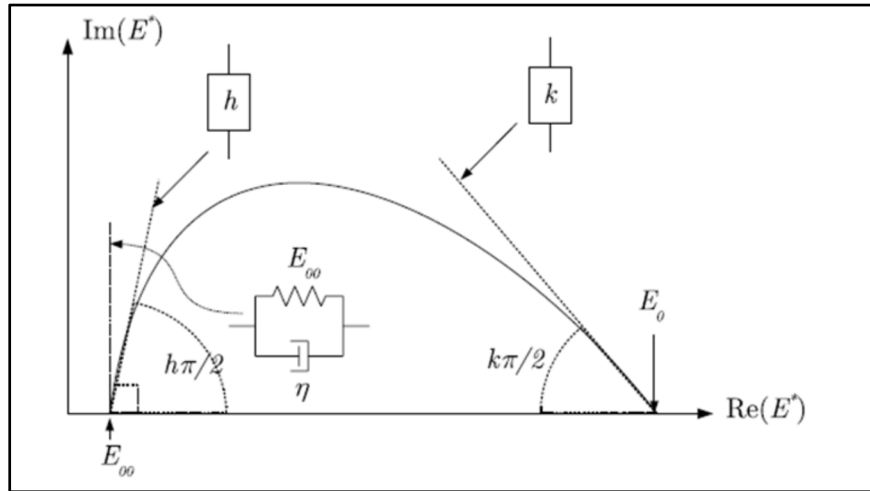 Im(E*)
h
k
E₀₀
E₀
hπ/2
kπ/2
η
Re(E*)
E₀₀